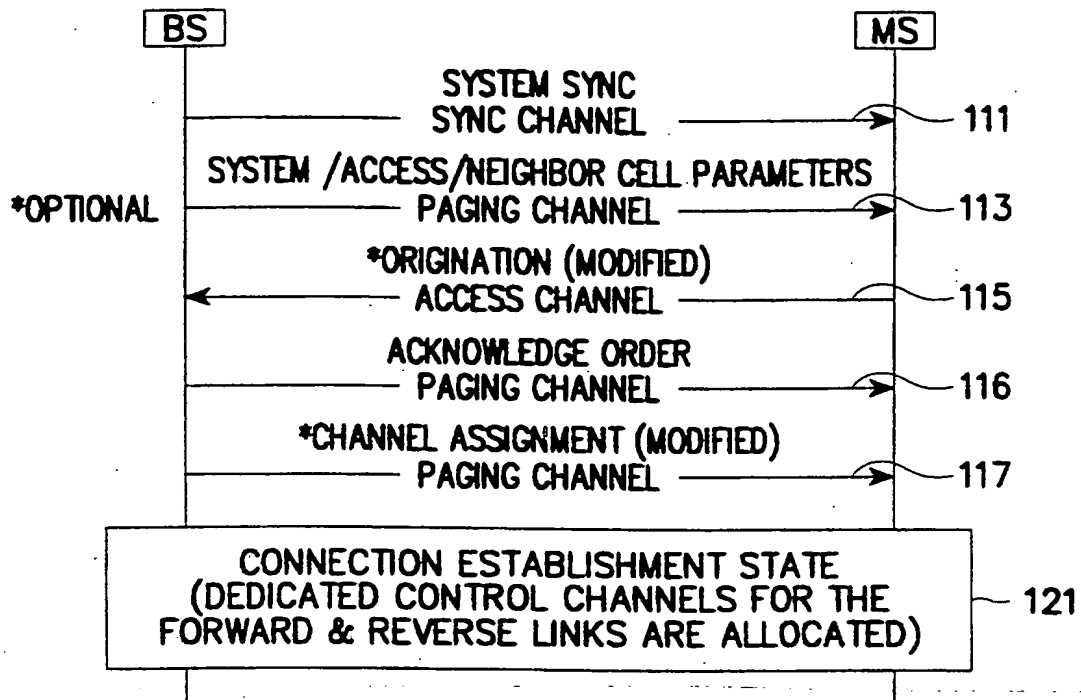 BS
MS
SYSTEM SYNC
SYNC CHANNEL
111
SYSTEM /ACCESS/NEIGHBOR CELL PARAMETERS
*OPTIONAL
PAGING CHANNEL
113
*ORIGINATION (MODIFIED)
ACCESS CHANNEL
115
ACKNOWLEDGE ORDER
PAGING CHANNEL
116
*CHANNEL ASSIGNMENT (MODIFIED)
PAGING CHANNEL
117
CONNECTION ESTABLISHMENT STATE
(DEDICATED CONTROL CHANNELS FOR THE
FORWARD & REVERSE LINKS ARE ALLOCATED)
121